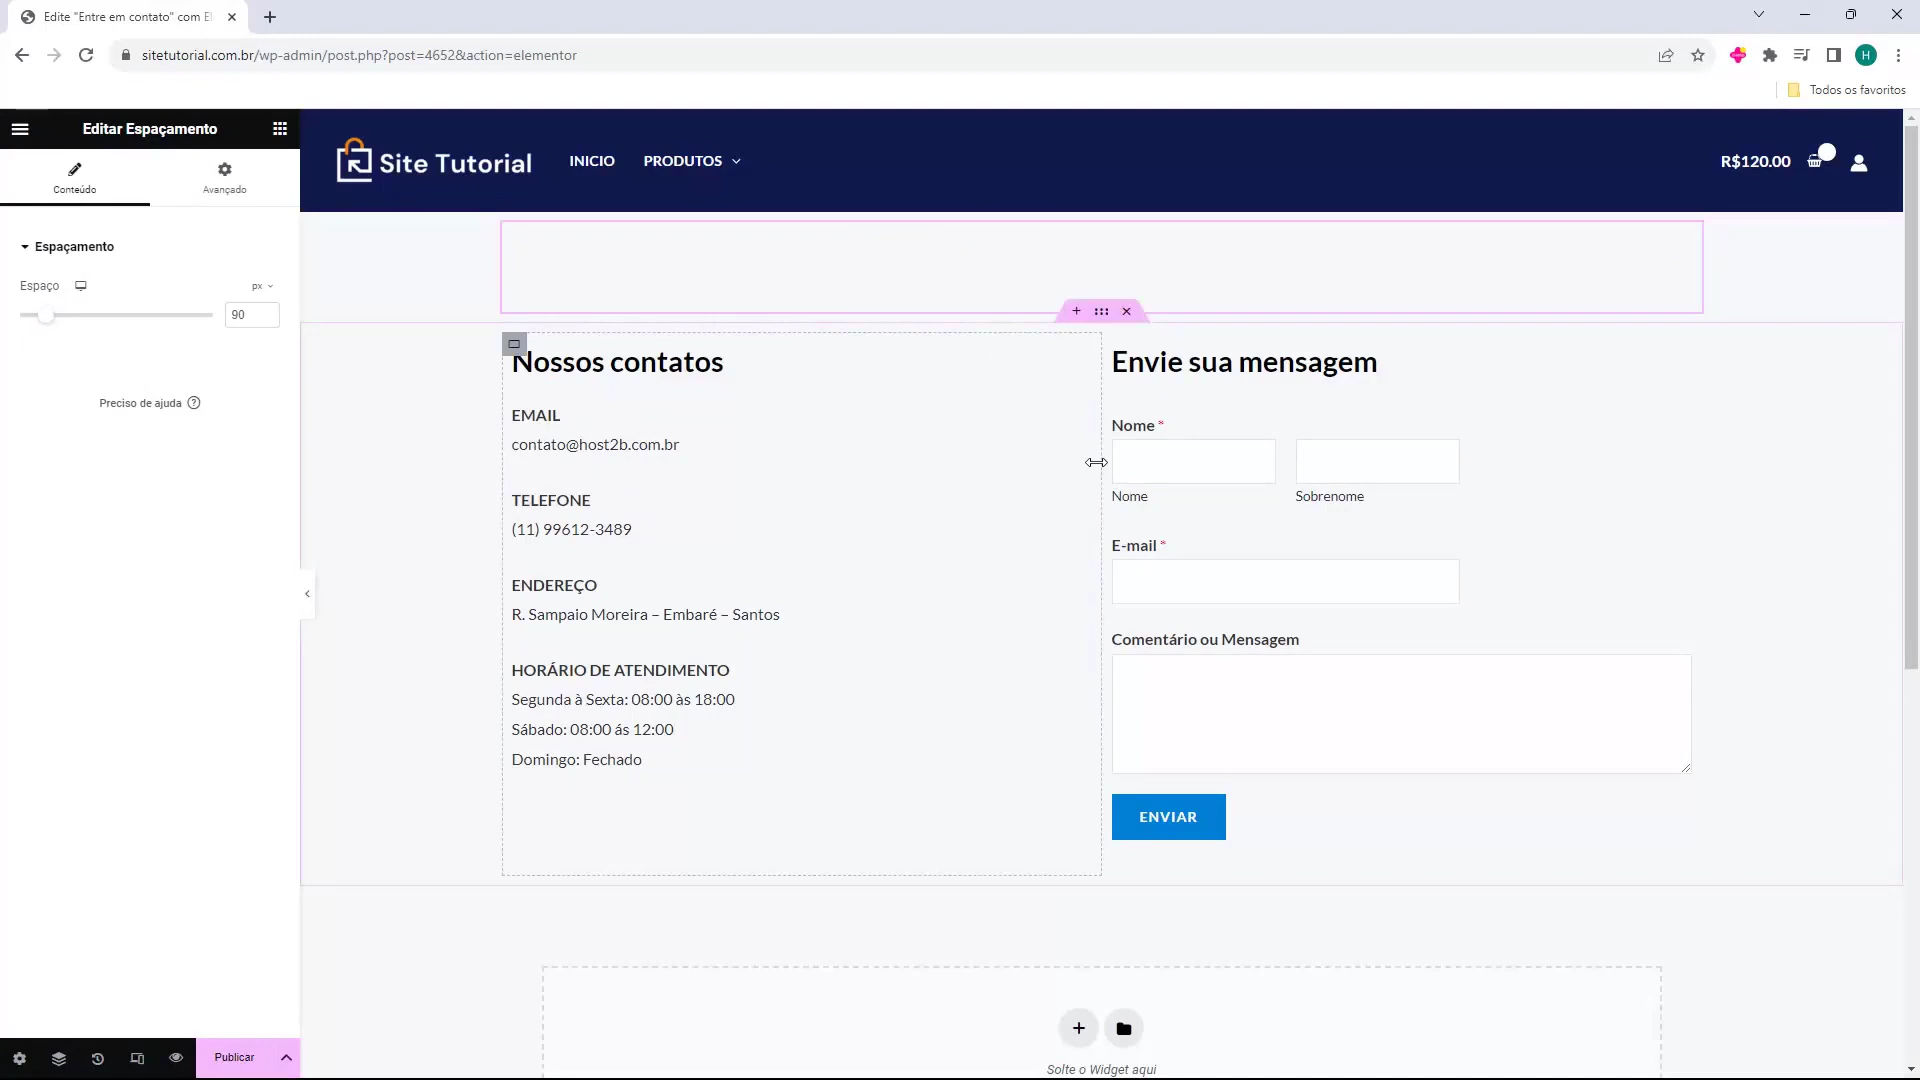 Edite "Entre em contato" com El
sitetutorial.com.br/wp-admin/post.php?post=4652&action=elementor
H
Todos os favoritos
Editar Espaçamento
Conteúdo
Avançado
Espaçamento
Espaço
px
90
Preciso de ajuda
Publicar
Site Tutorial
INICIO
PRODUTOS
R$120.00
Nossos contatos
EMAIL
contato@host2b.com.br
TELEFONE
(11) 99612-3489
ENDEREÇO
R. Sampaio Moreira – Embaré – Santos
HORÁRIO DE ATENDIMENTO
Segunda à Sexta: 08:00 às 18:00
Sábado: 08:00 ás 12:00
Domingo: Fechado
Envie sua mensagem
Nome *
Nome
Sobrenome
E-mail *
Comentário ou Mensagem
ENVIAR
Solte o Widget aqui